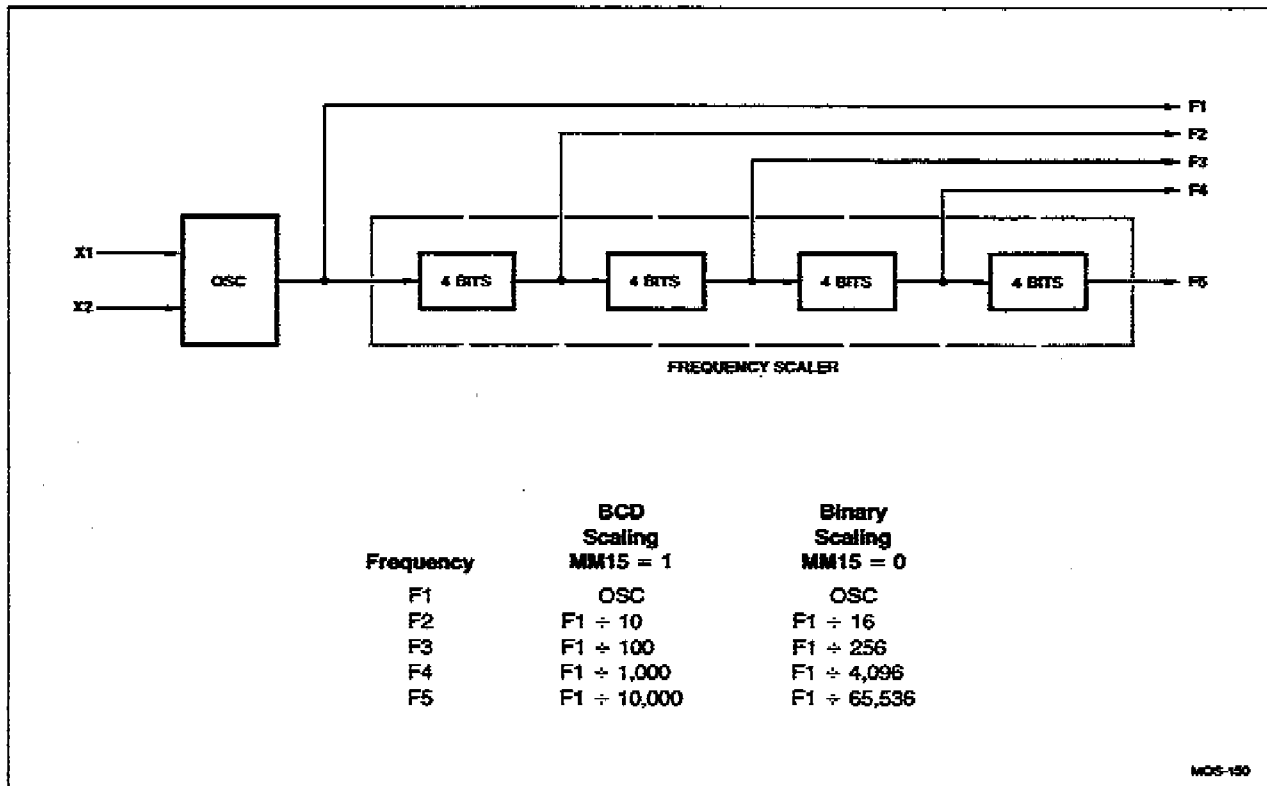 F1
F2
F3
F4
X1
OSC
4 BITS
4 BITS
4 BITS
4 BITS
F5
X2
FREQUENCY SCALER
BCD Binary
Scaling Scaling
Frequency MM15 = 1 MM15 = 0
F1 OSC OSC
F2 F1 ÷ 10 F1 ÷ 16
F3 F1 ÷ 100 F1 ÷ 256
F4 F1 ÷ 1,000 F1 ÷ 4,096
F5 F1 ÷ 10,000 F1 ÷ 65,536
MOS-150